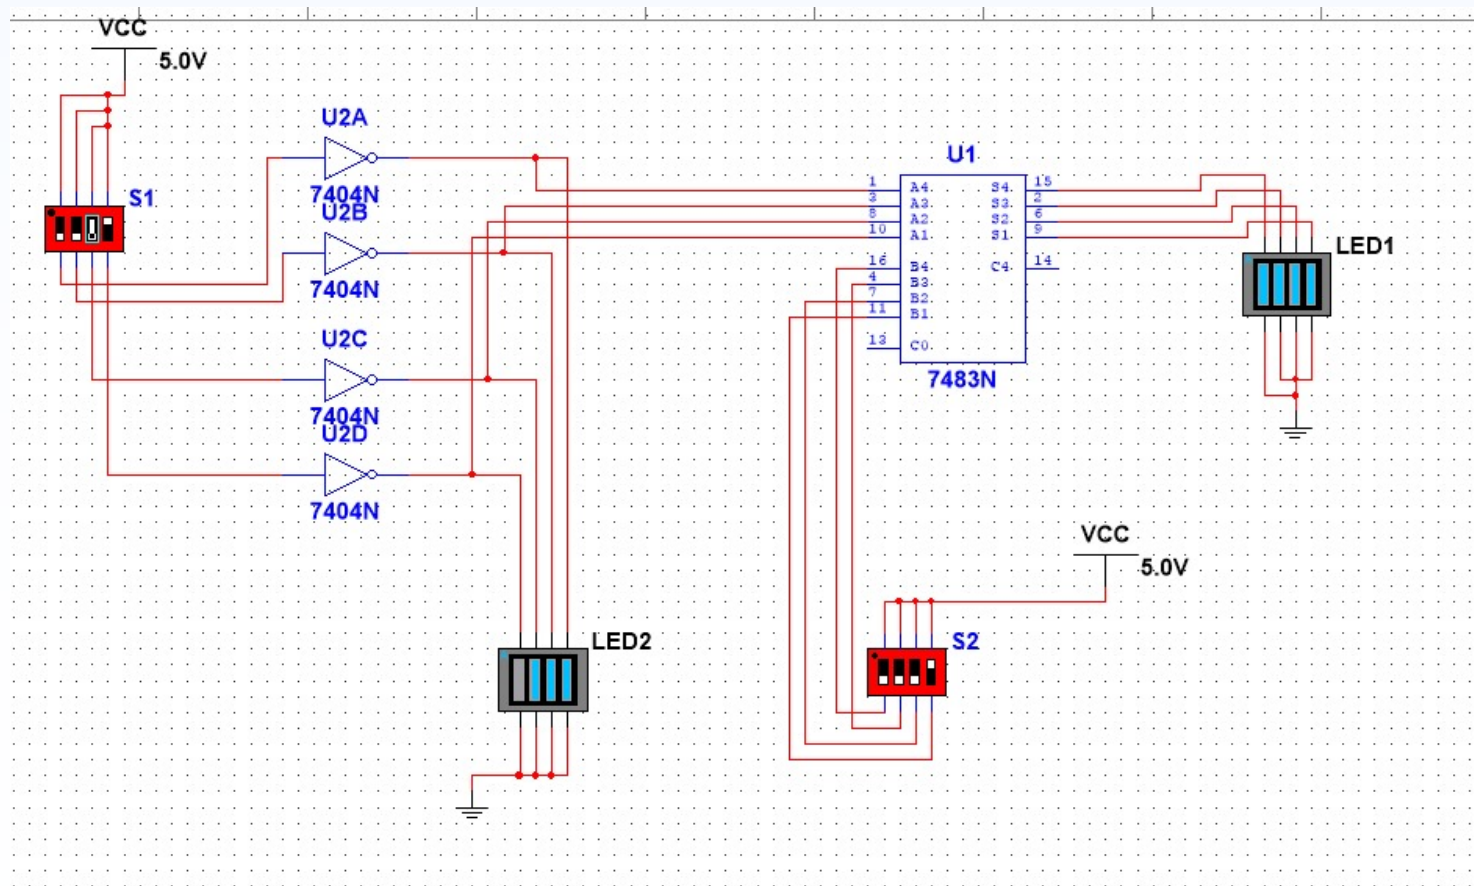 VCC
5.0V
U2A
7404N
S1
U2B
7404N
U2C
7404N
U2D
7404N
U1
1 A4. S4. 15
3 A3. S3. 2
8 A2. S2. 6
10 A1. S1. 9
16 B4. C4. 14
4 B3.
7 B2.
11 B1.
13 C0.
7483N
LED1
LED2
VCC
5.0V
S2